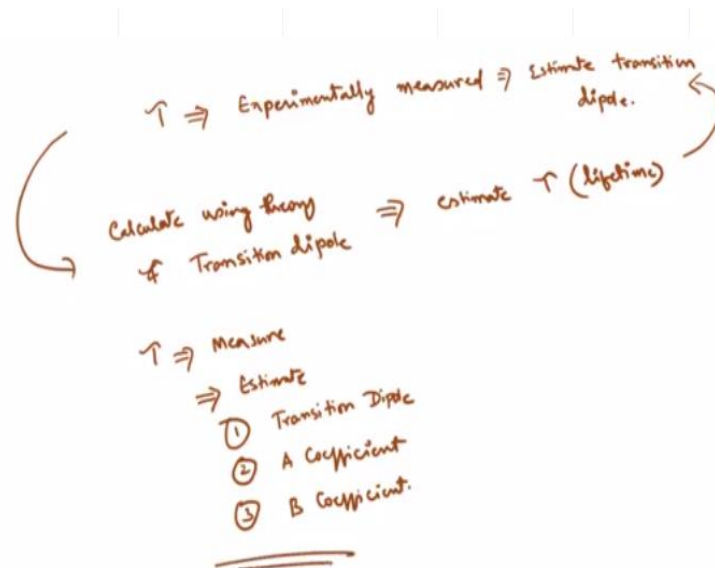 τ ⇒ Experimentally measured ⇒ Estimate transition
dipole.
Calculate using theory
of Transition dipole ⇒ estimate τ (lifetime)
τ ⇒ Measure
⇒ Estimate
① Transition Dipole
② A Coefficient
③ B Coefficient.